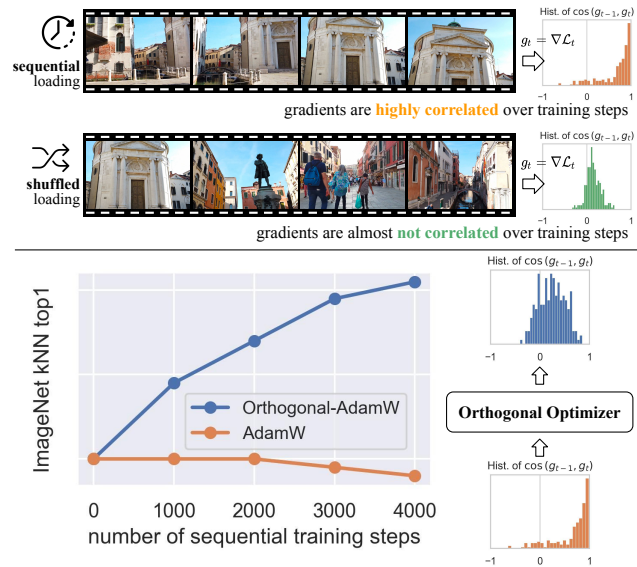 sequential
loading
g_t = ∇ℒ_t
Hist. of cos (g_{t−1}, g_t)
−1 0 1
gradients are highly correlated over training steps
shuffled
loading
g_t = ∇ℒ_t
Hist. of cos (g_{t−1}, g_t)
−1 0 1
gradients are almost not correlated over training steps
ImageNet kNN top1
Orthogonal-AdamW
AdamW
0 1000 2000 3000 4000
number of sequential training steps
Hist. of cos (g_{t−1}, g_t)
−1 0 1
Orthogonal Optimizer
Hist. of cos (g_{t−1}, g_t)
−1 0 1